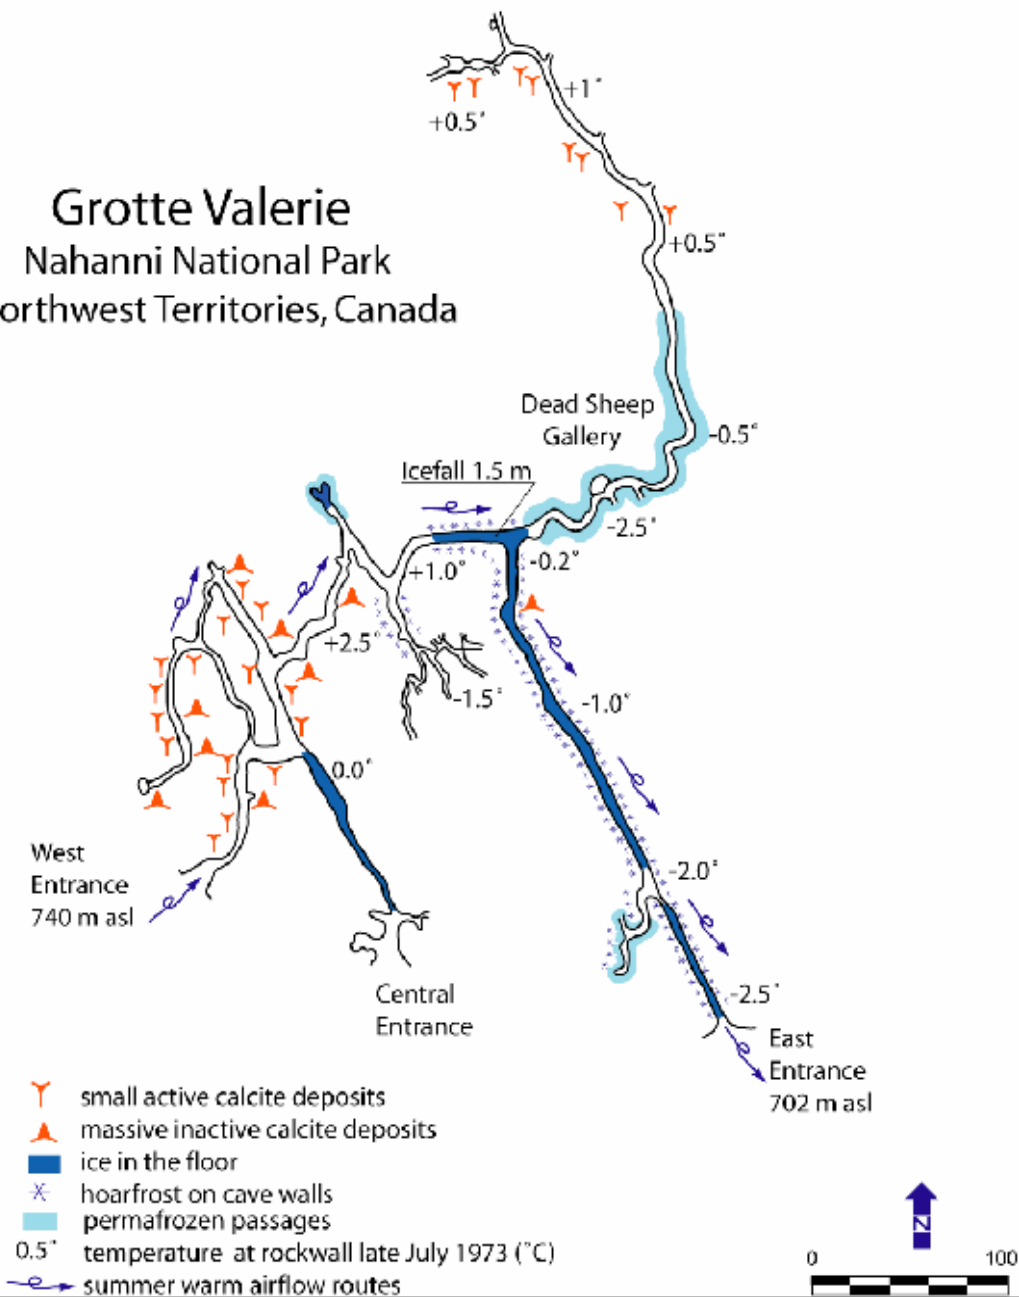 Grotte Valerie
Nahanni National Park
orthwest Territories, Canada
+1°
+0.5°
+0.5°
Dead Sheep
Gallery
-0.5°
Icefall 1.5 m
-2.5°
-0.2°
+1.0°
+2.5°
-1.5°
-1.0°
0.0°
West
Entrance
740 m asl
-2.0°
Central
Entrance
-2.5°
East
Entrance
702 m asl
small active calcite deposits
massive inactive calcite deposits
ice in the floor
hoarfrost on cave walls
permafrozen passages
0.5° temperature at rockwall late July 1973 (°C)
summer warm airflow routes
N
0 100